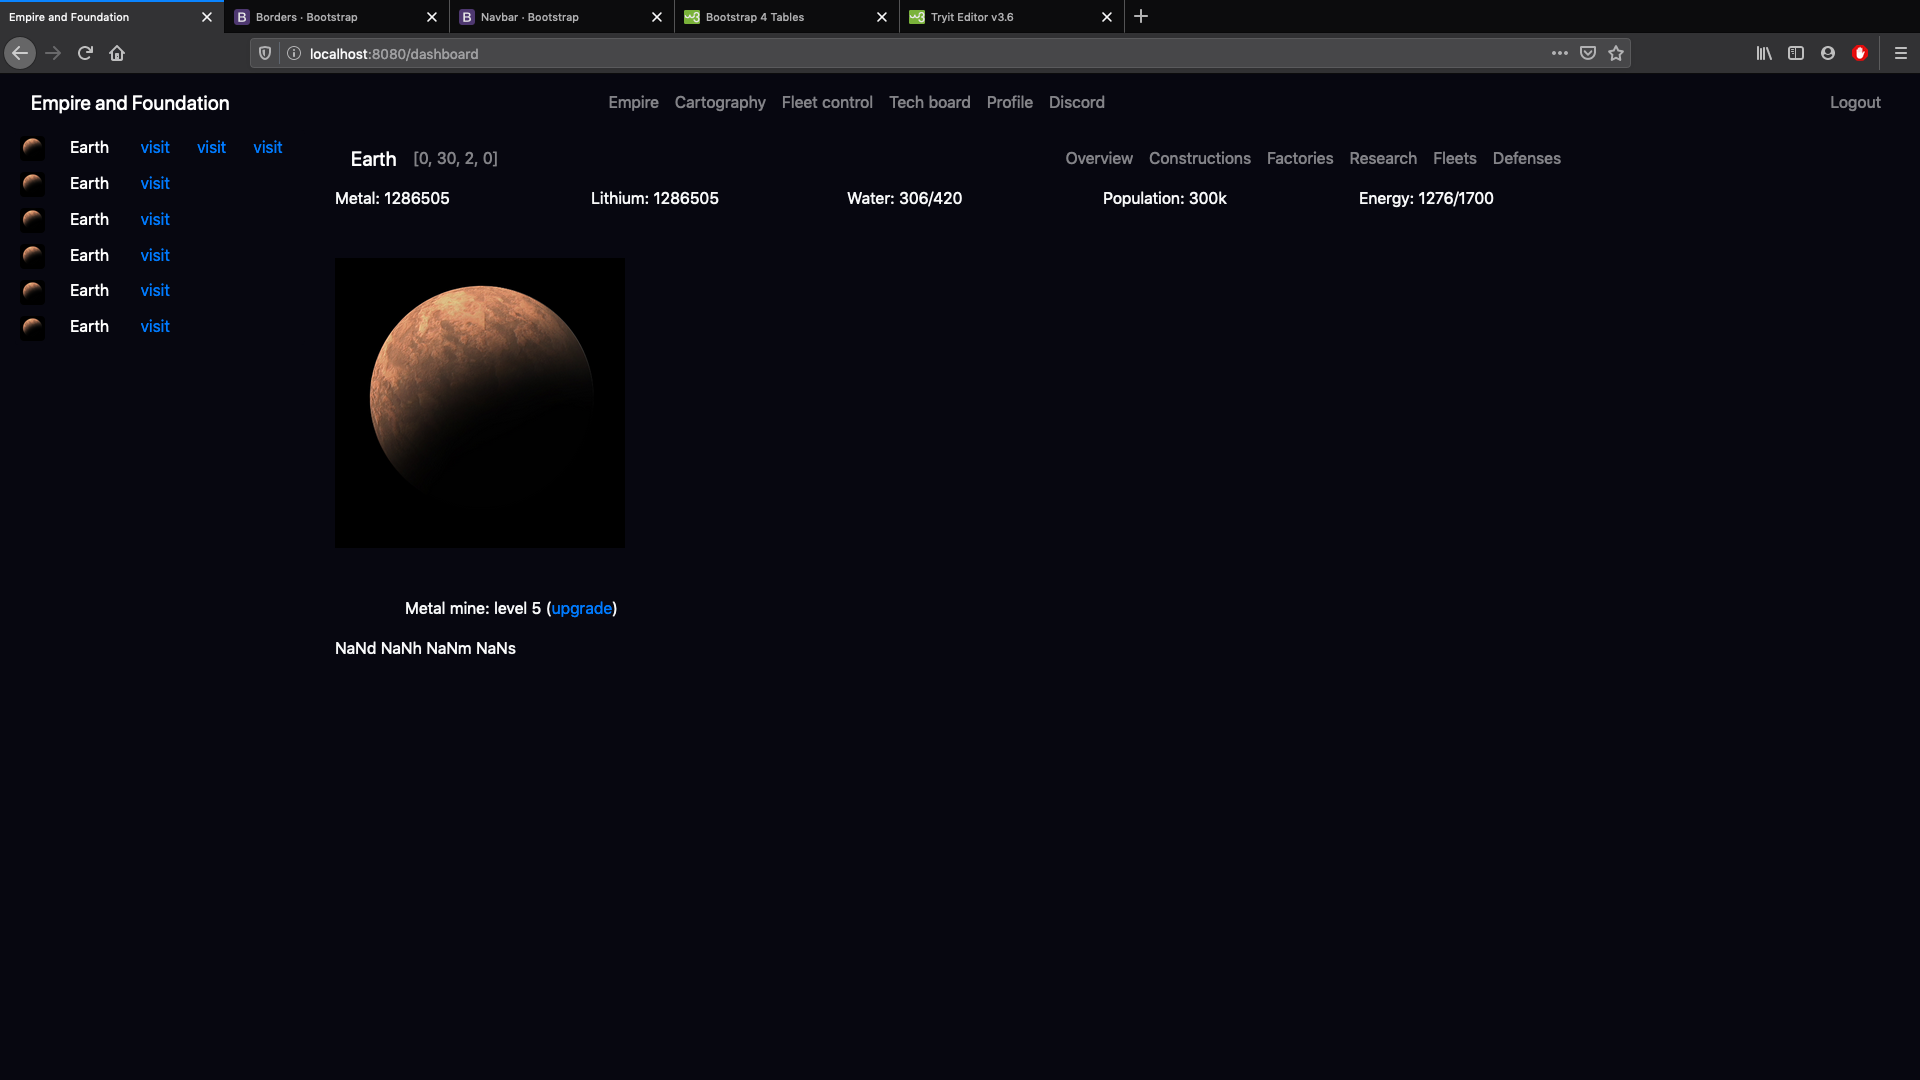 Empire and Foundation
Borders · Bootstrap
Navbar · Bootstrap
Bootstrap 4 Tables
Tryit Editor v3.6
localhost:8080/dashboard
Empire and Foundation
Empire Cartography Fleet control Tech board Profile Discord
Logout
Earth visit visit visit
Earth visit
Earth visit
Earth visit
Earth visit
Earth visit
Earth [0, 30, 2, 0]
Overview Constructions Factories Research Fleets Defenses
Metal: 1286505 Lithium: 1286505 Water: 306/420 Population: 300k Energy: 1276/1700
Metal mine: level 5 (upgrade)
NaNd NaNh NaNm NaNs